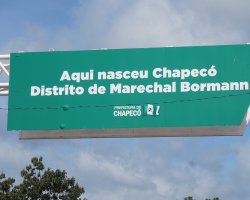 Aqui nasceu Chapecó
Distrito de Marechal Bormann
PREFEITURA DE
CHAPECÓ